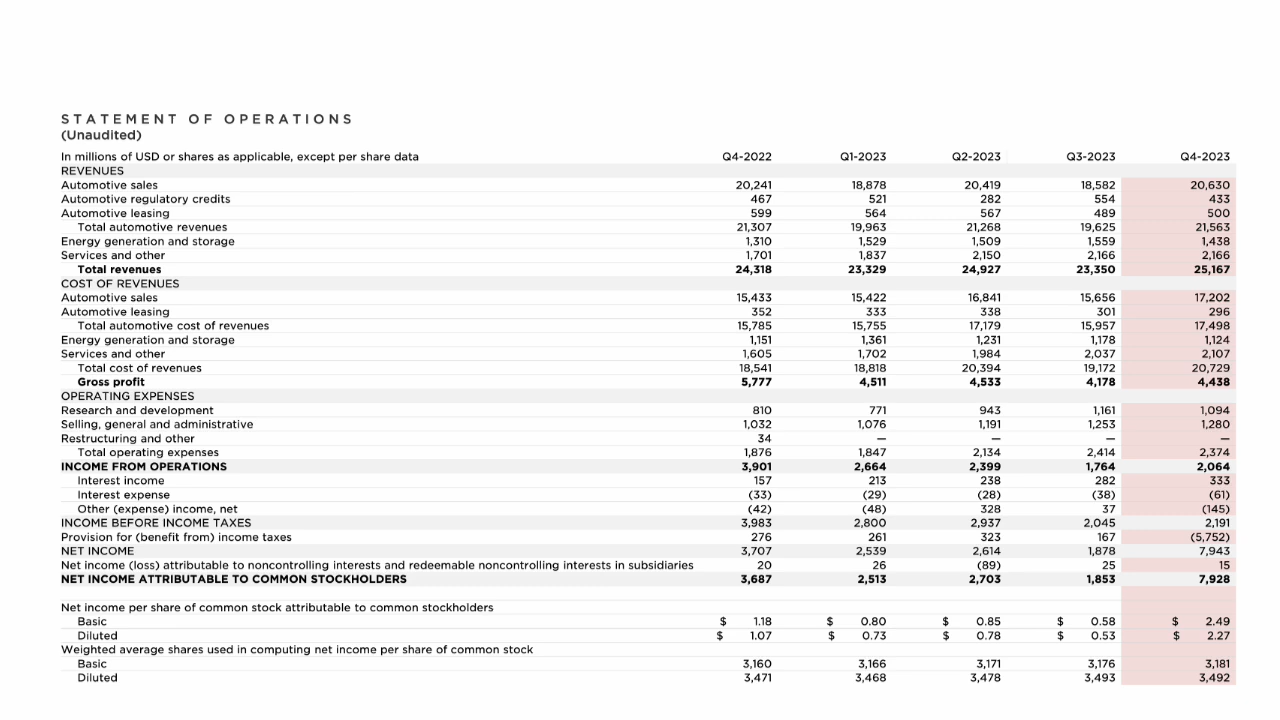 STATEMENT OF OPERATIONS
(Unaudited)
In millions of USD or shares as applicable, except per share data Q4-2022 Q1-2023 Q2-2023 Q3-2023 Q4-2023
REVENUES
Automotive sales 20,241 18,878 20,419 18,582 20,630
Automotive regulatory credits 467 521 282 554 433
Automotive leasing 599 564 567 489 500
Total automotive revenues 21,307 19,963 21,268 19,625 21,563
Energy generation and storage 1,310 1,529 1,509 1,559 1,438
Services and other 1,701 1,837 2,150 2,166 2,166
Total revenues 24,318 23,329 24,927 23,350 25,167
COST OF REVENUES
Automotive sales 15,433 15,422 16,841 15,656 17,202
Automotive leasing 352 333 338 301 296
Total automotive cost of revenues 15,785 15,755 17,179 15,957 17,498
Energy generation and storage 1,151 1,361 1,231 1,178 1,124
Services and other 1,605 1,702 1,984 2,037 2,107
Total cost of revenues 18,541 18,818 20,394 19,172 20,729
Gross profit 5,777 4,511 4,533 4,178 4,438
OPERATING EXPENSES
Research and development 810 771 943 1,161 1,094
Selling, general and administrative 1,032 1,076 1,191 1,253 1,280
Restructuring and other 34 — — — —
Total operating expenses 1,876 1,847 2,134 2,414 2,374
INCOME FROM OPERATIONS 3,901 2,664 2,399 1,764 2,064
Interest income 157 213 238 282 333
Interest expense (33) (29) (28) (38) (61)
Other (expense) income, net (42) (48) 328 37 (145)
INCOME BEFORE INCOME TAXES 3,983 2,800 2,937 2,045 2,191
Provision for (benefit from) income taxes 276 261 323 167 (5,752)
NET INCOME 3,707 2,539 2,614 1,878 7,943
Net income (loss) attributable to noncontrolling interests and redeemable noncontrolling interests in subsidiaries 20 26 (89) 25 15
NET INCOME ATTRIBUTABLE TO COMMON STOCKHOLDERS 3,687 2,513 2,703 1,853 7,928
Net income per share of common stock attributable to common stockholders
Basic $ 1.18 $ 0.80 $ 0.85 $ 0.58 $ 2.49
Diluted $ 1.07 $ 0.73 $ 0.78 $ 0.53 $ 2.27
Weighted average shares used in computing net income per share of common stock
Basic 3,160 3,166 3,171 3,176 3,181
Diluted 3,471 3,468 3,478 3,493 3,492